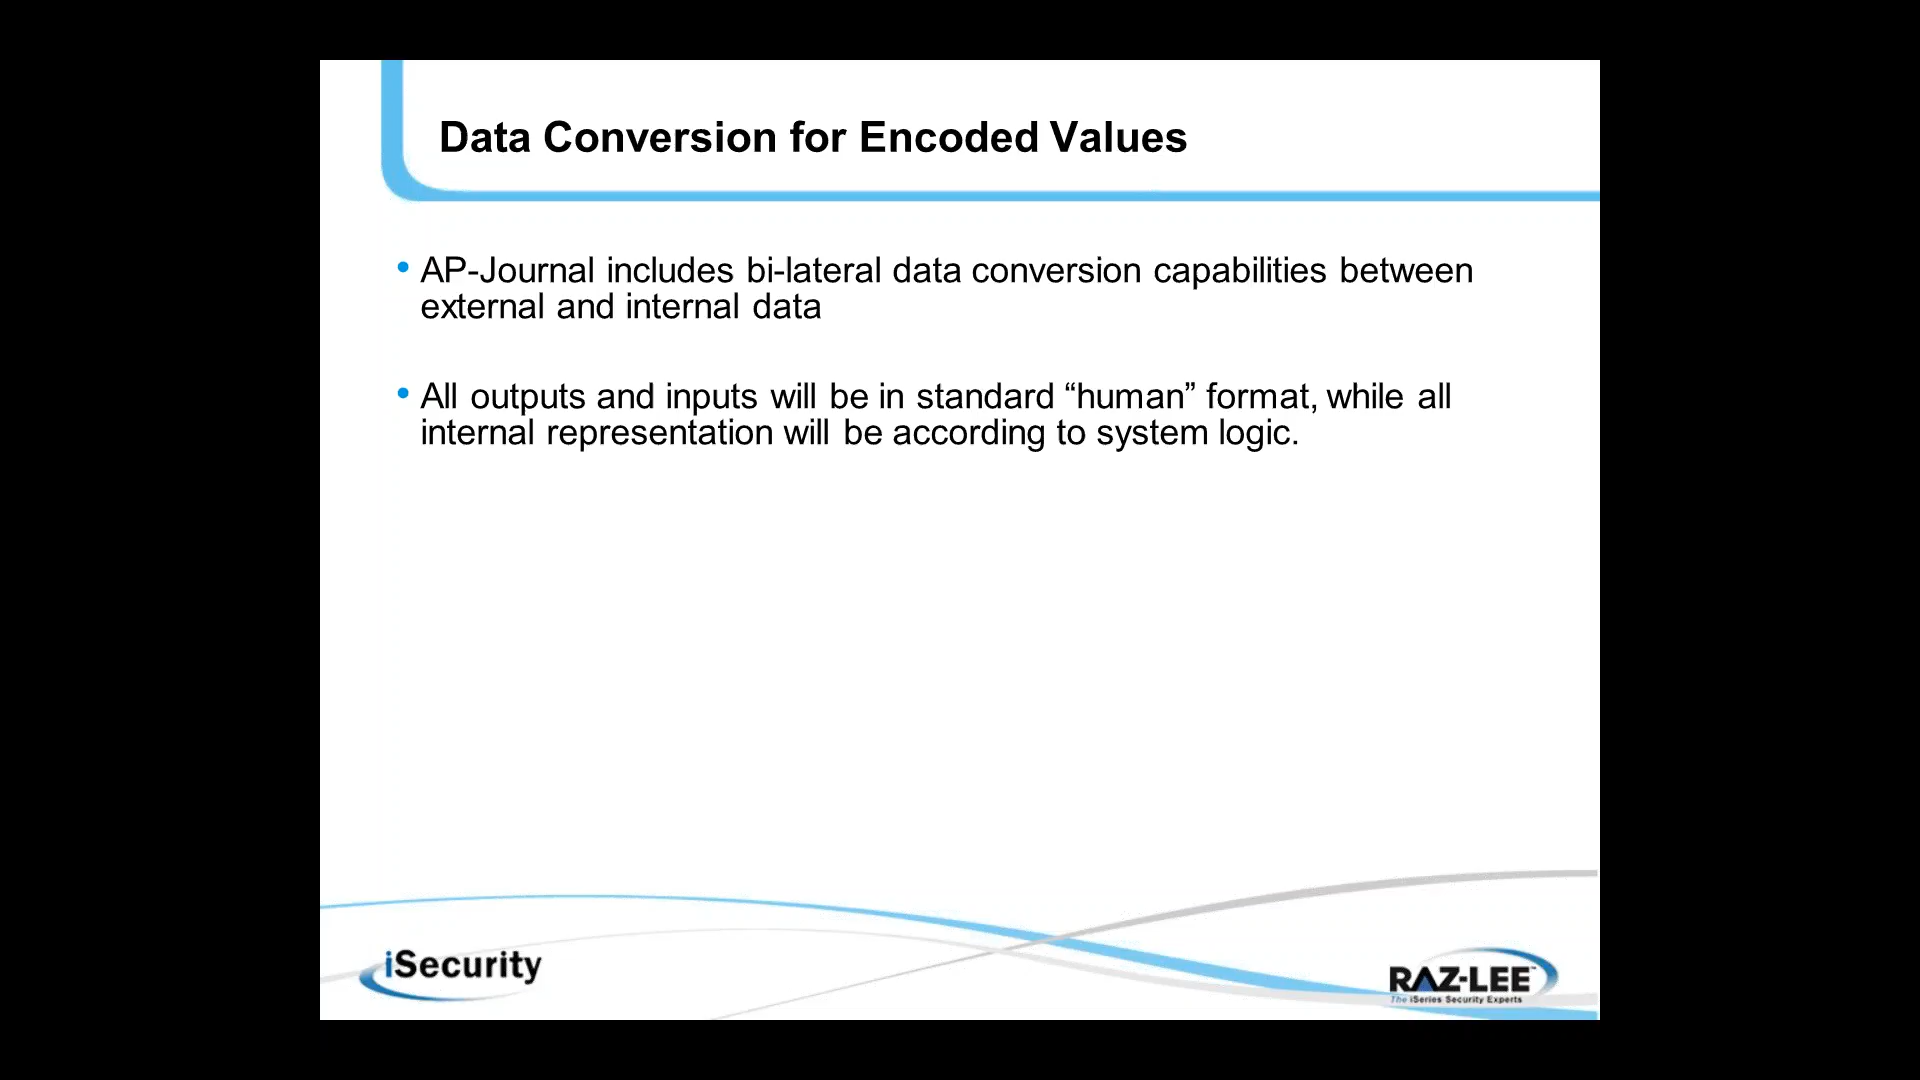 Data Conversion for Encoded Values
• AP-Journal includes bi-lateral data conversion capabilities between
external and internal data
• All outputs and inputs will be in standard “human” format, while all
internal representation will be according to system logic.
iSecurity
RAZ-LEE™
The iSeries Security Experts